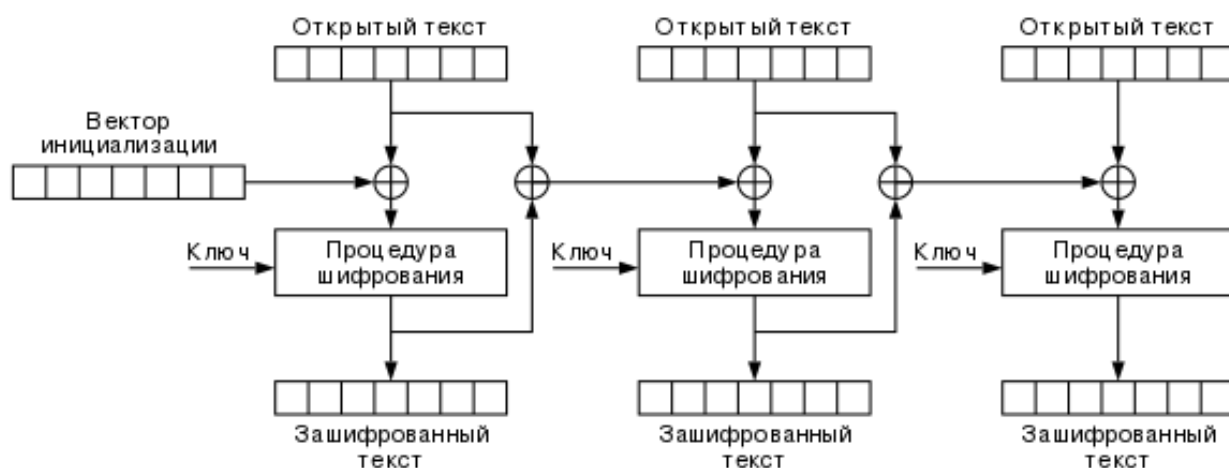 Открытый текст
Открытый текст
Открытый текст
Вектор
инициализации
Ключ
Процедура
шифрования
Ключ
Процедура
шифрования
Ключ
Процедура
шифрования
Зашифрованный
текст
Зашифрованный
текст
Зашифрованный
текст